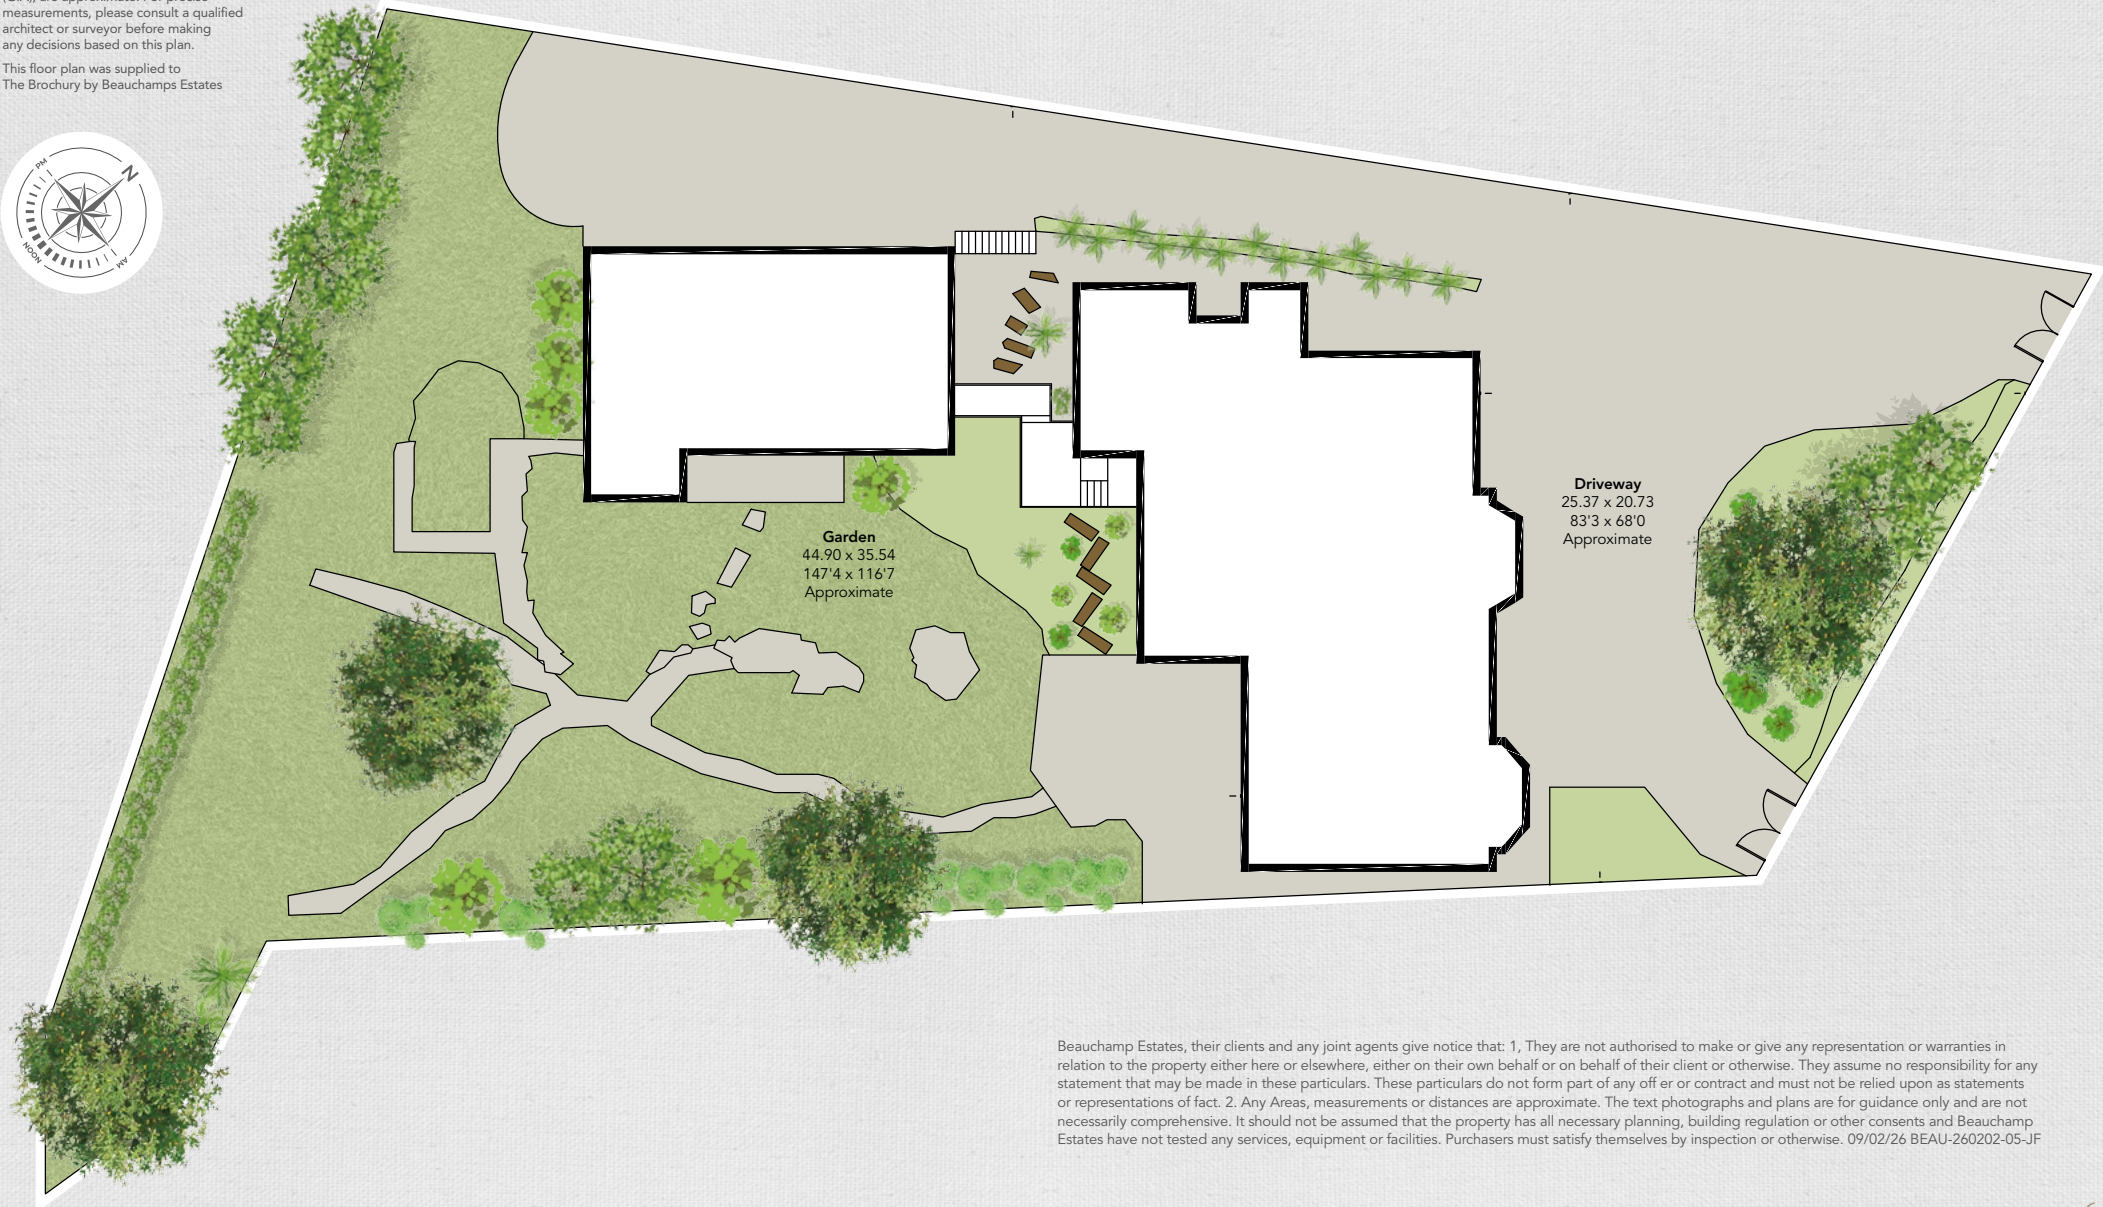 measurements, please consult a qualified
architect or surveyor before making
any decisions based on this plan.
This floor plan was supplied to
The Brochury by Beauchamps Estates
PM
N
NOON
AM
Garden
44.90 x 35.54
147'4 x 116'7
Approximate
Driveway
25.37 x 20.73
83'3 x 68'0
Approximate
Beauchamp Estates, their clients and any joint agents give notice that: 1, They are not authorised to make or give any representation or warranties in
relation to the property either here or elsewhere, either on their own behalf or on behalf of their client or otherwise. They assume no responsibility for any
statement that may be made in these particulars. These particulars do not form part of any off er or contract and must not be relied upon as statements
or representations of fact. 2. Any Areas, measurements or distances are approximate. The text photographs and plans are for guidance only and are not
necessarily comprehensive. It should not be assumed that the property has all necessary planning, building regulation or other consents and Beauchamp
Estates have not tested any services, equipment or facilities. Purchasers must satisfy themselves by inspection or otherwise. 09/02/26 BEAU-260202-05-JF